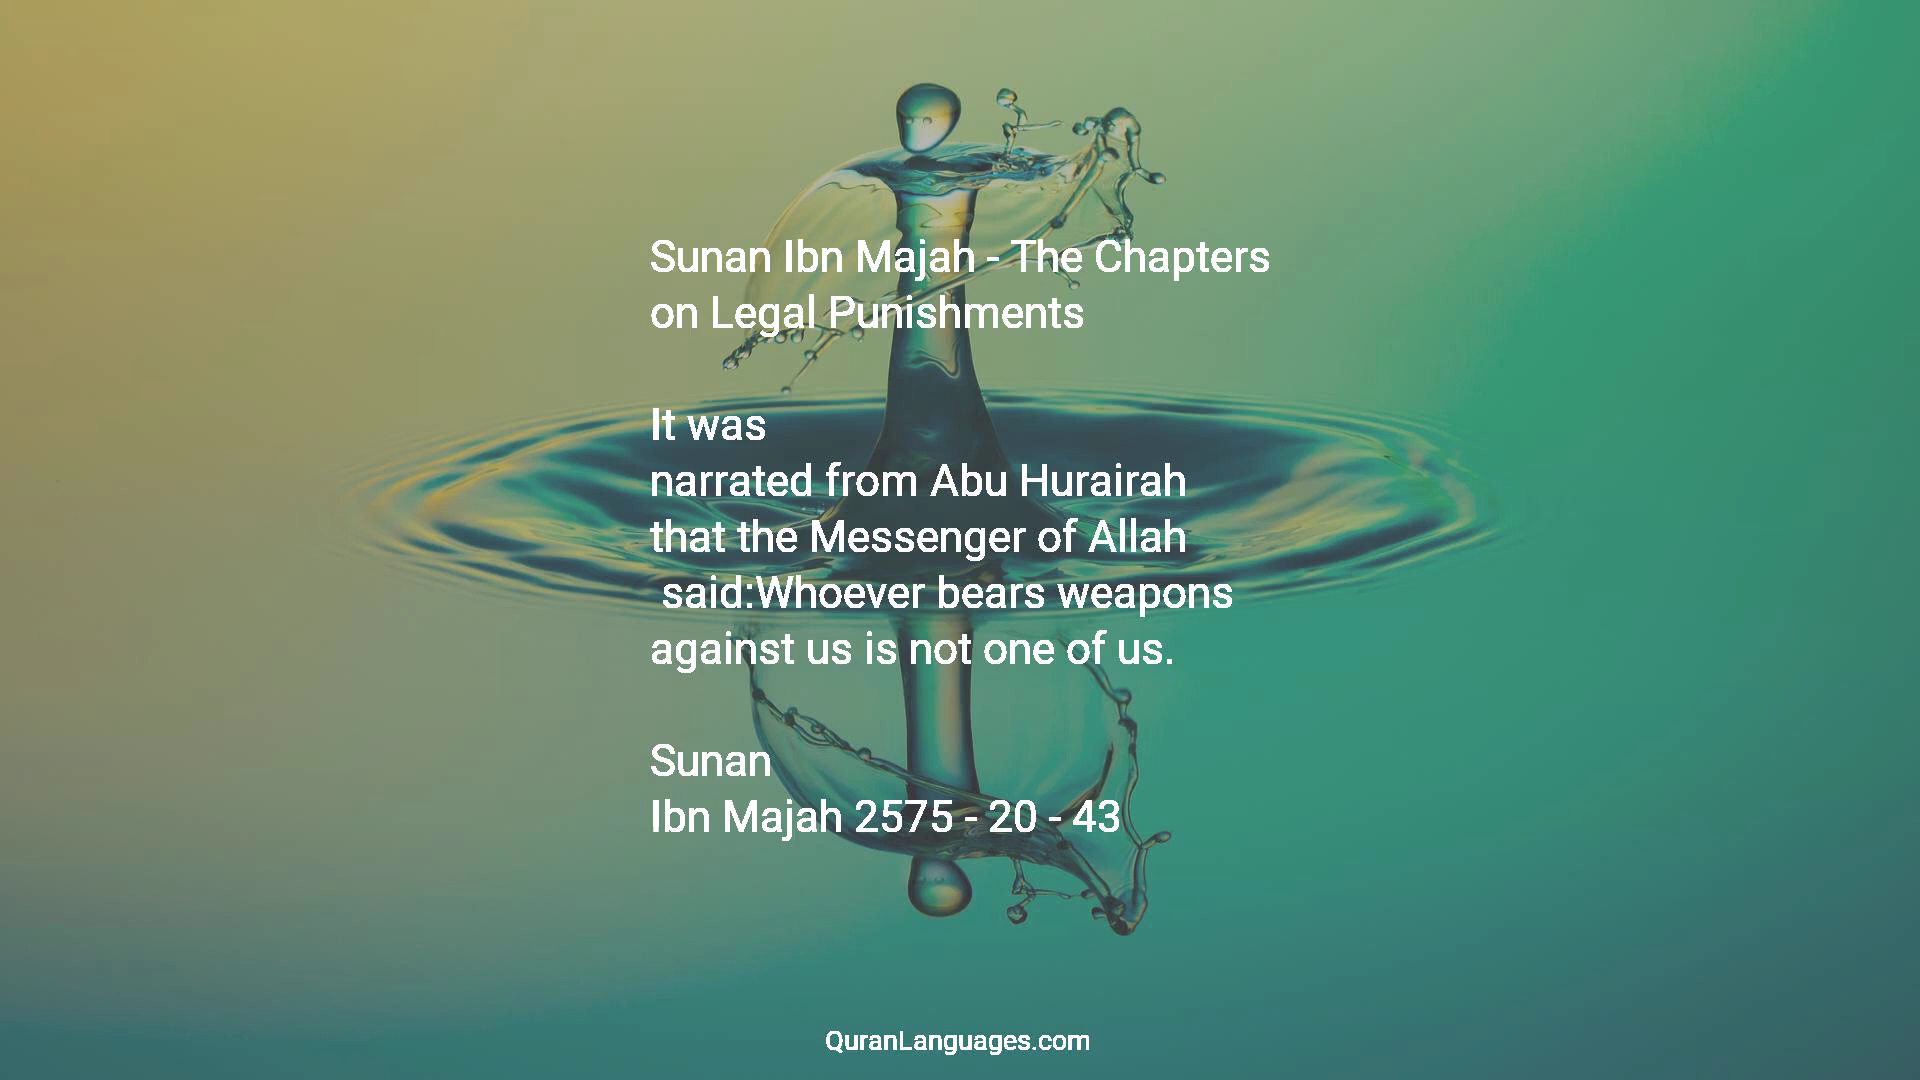 Sunan Ibn Majah - The Chapters
on Legal Punishments
It was
narrated from Abu Hurairah
that the Messenger of Allah
said:Whoever bears weapons
against us is not one of us.
Sunan
Ibn Majah 2575 - 20 - 43
QuranLanguages.com